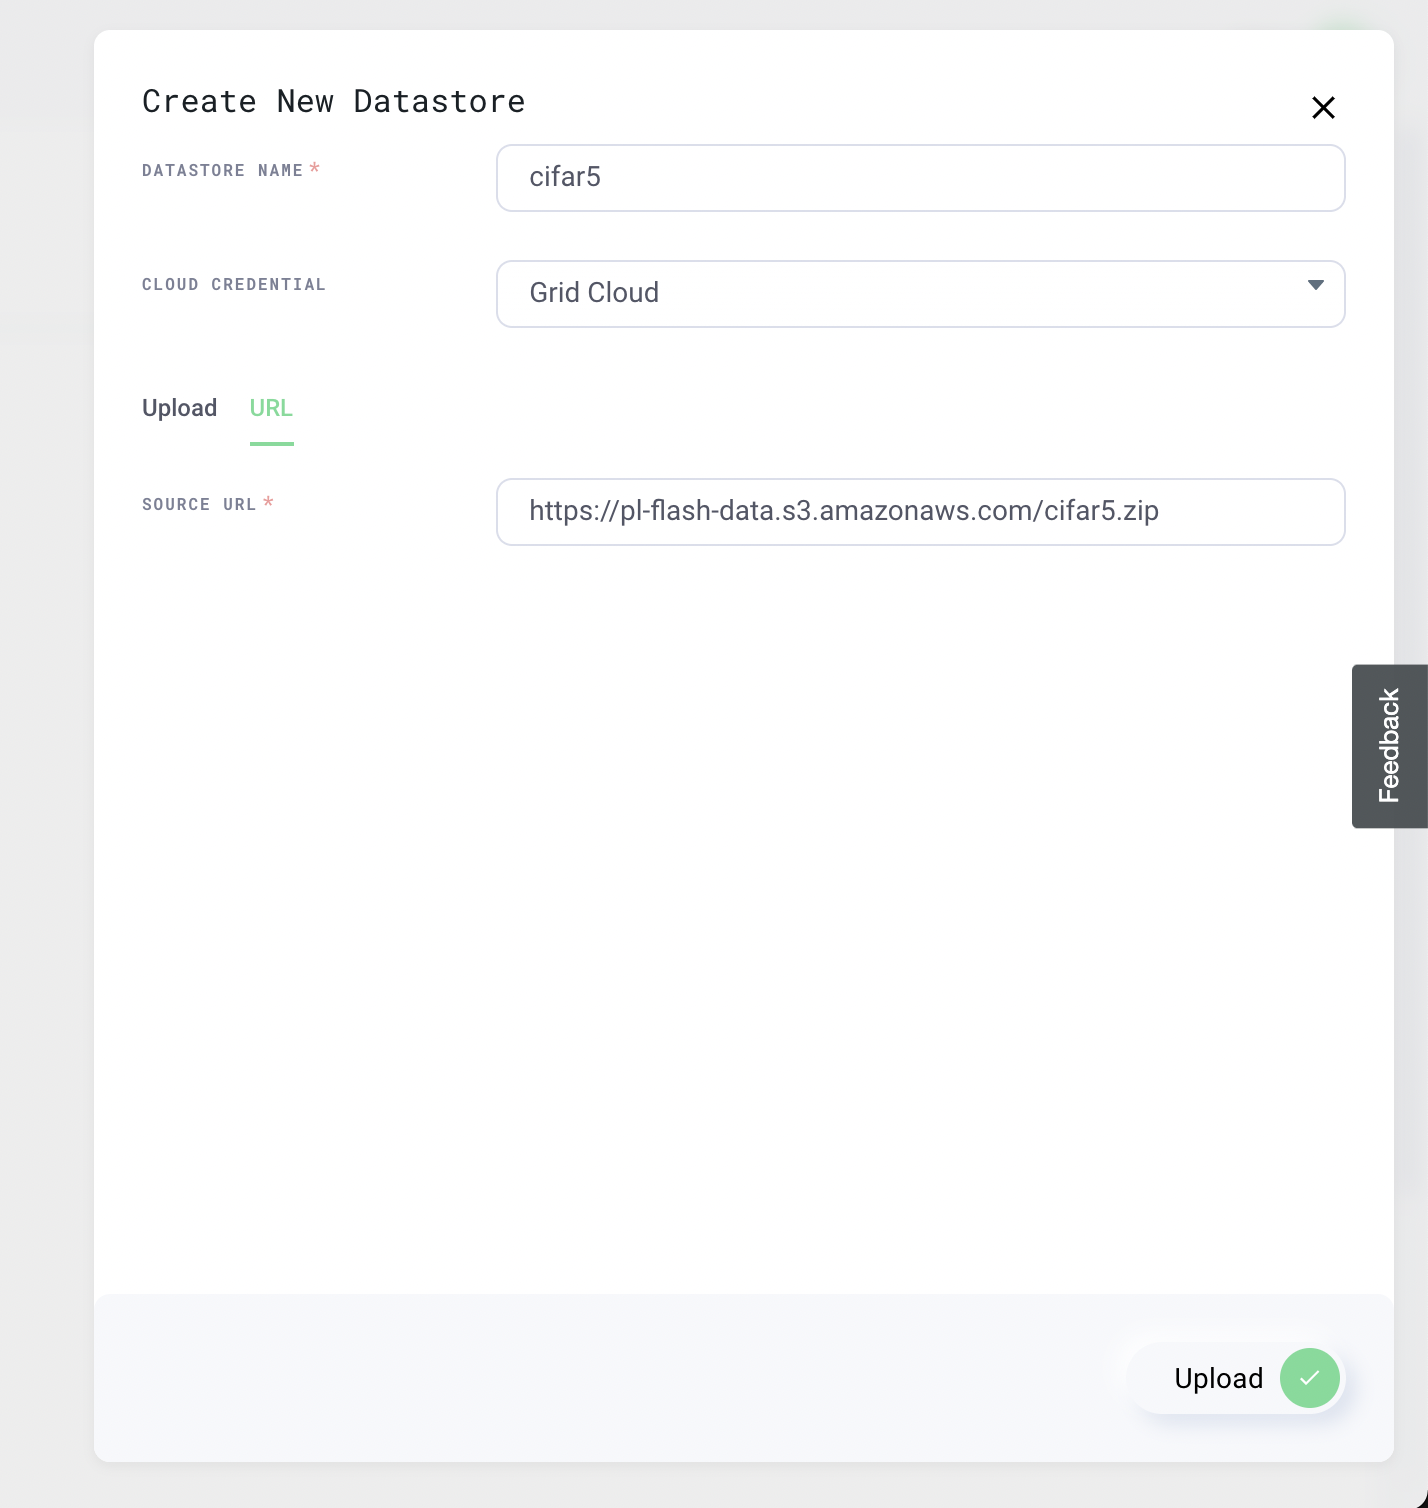 Create New Datastore
DATASTORE NAME *
cifar5
CLOUD CREDENTIAL
Grid Cloud
Upload URL
SOURCE URL *
https://pl-flash-data.s3.amazonaws.com/cifar5.zip
Feedback
Upload